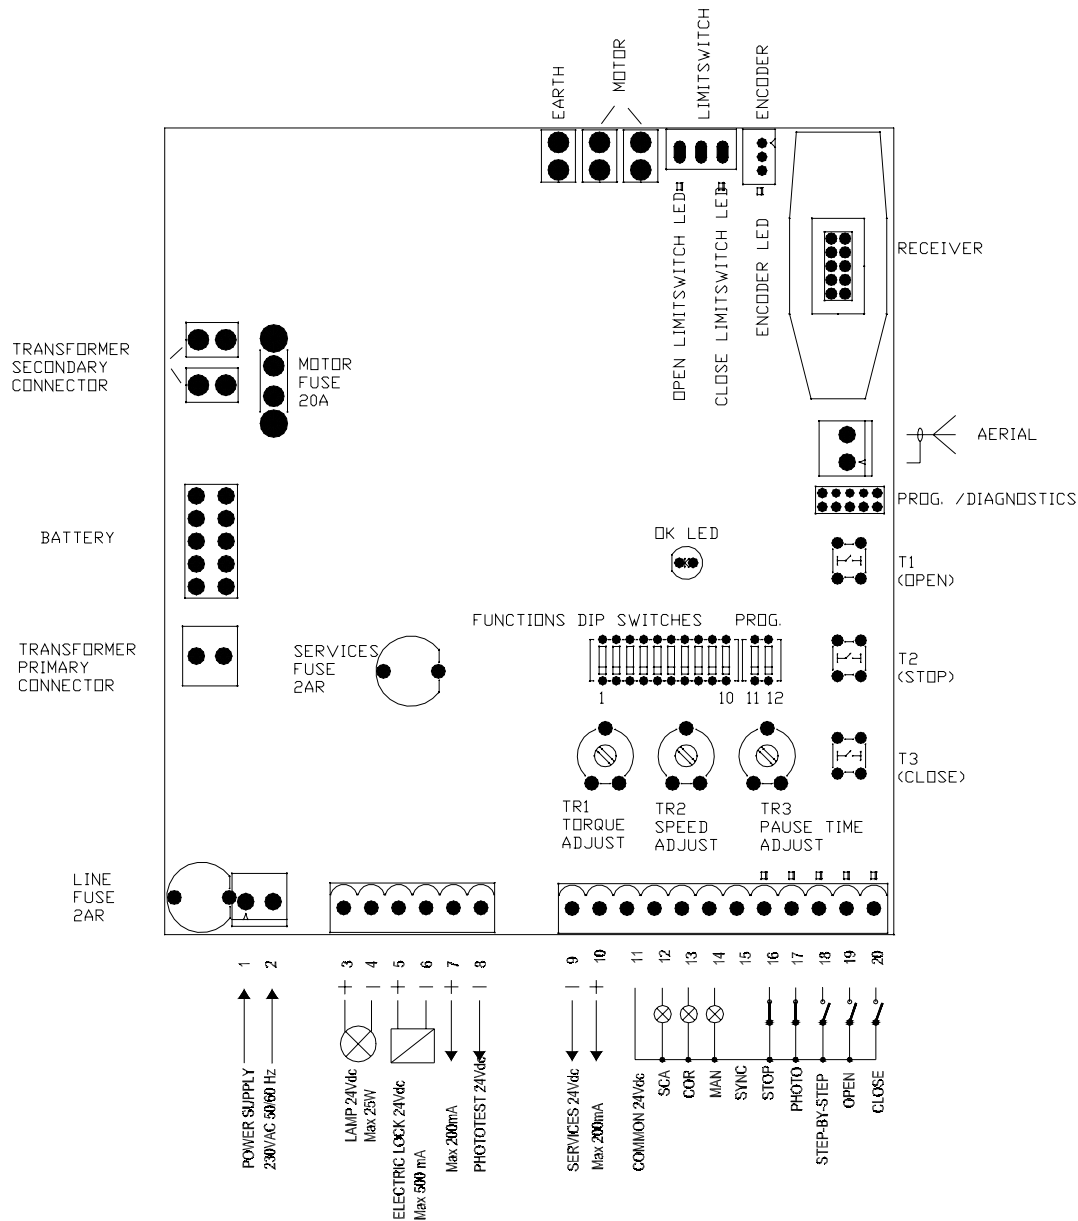 EARTH
MOTOR
LIMITSWITCH
ENCODER
OPEN LIMITSWITCH LED
CLOSE LIMITSWITCH LED
ENCODER LED
RECEIVER
TRANSFORMER
SECONDARY
CONNECTOR
MOTOR
FUSE
20A
AERIAL
PROG. /DIAGNOSTICS
BATTERY
OK LED
T1
(OPEN)
FUNCTIONS DIP SWITCHES
PROG.
TRANSFORMER
PRIMARY
CONNECTOR
SERVICES
FUSE
2AR
T2
(STOP)
1
10
11
12
T3
(CLOSE)
TR1
TORQUE
ADJUST
TR2
SPEED
ADJUST
TR3
PAUSE TIME
ADJUST
LINE
FUSE
2AR
1
2
3
4
5
6
7
8
9
10
11
12
13
14
15
16
17
18
19
20
+
-
+
-
+
-
-
+
POWER SUPPLY
230VAC 50/60 Hz
LAMP 24Vdc
Max 25W
ELECTRIC LOCK 24Vdc
Max 500 mA
Max 200mA
PHOTOTEST 24Vdc
SERVICES 24Vdc
Max 200mA
COMMON 24Vdc
SCA
COR
MAN
SYNC
STOP
PHOTO
STEP-BY-STEP
OPEN
CLOSE